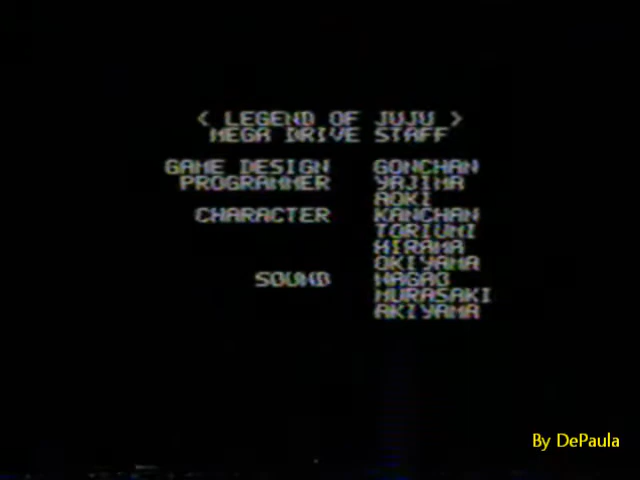 < LEGEND OF JUJU >
MEGA DRIVE STAFF
GAME DESIGN GONCHAN
PROGRAMMER YAJIMA
AOKI
CHARACTER KANCHAN
TORIUMI
HIRAMA
OKIYAMA
SOUND NAGAO
MURASAKI
AKIYAMA
By DePaula